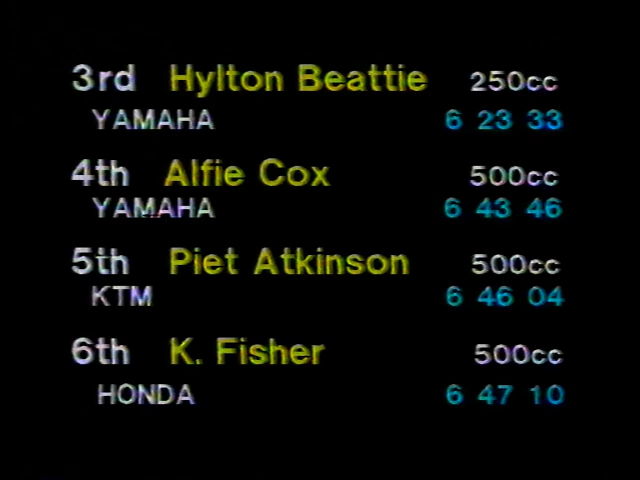 3rd Hylton Beattie 250cc
YAMAHA 6 23 33
4th Alfie Cox 500cc
YAMAHA 6 43 46
5th Piet Atkinson 500cc
KTM 6 46 04
6th K. Fisher 500cc
HONDA 6 47 10